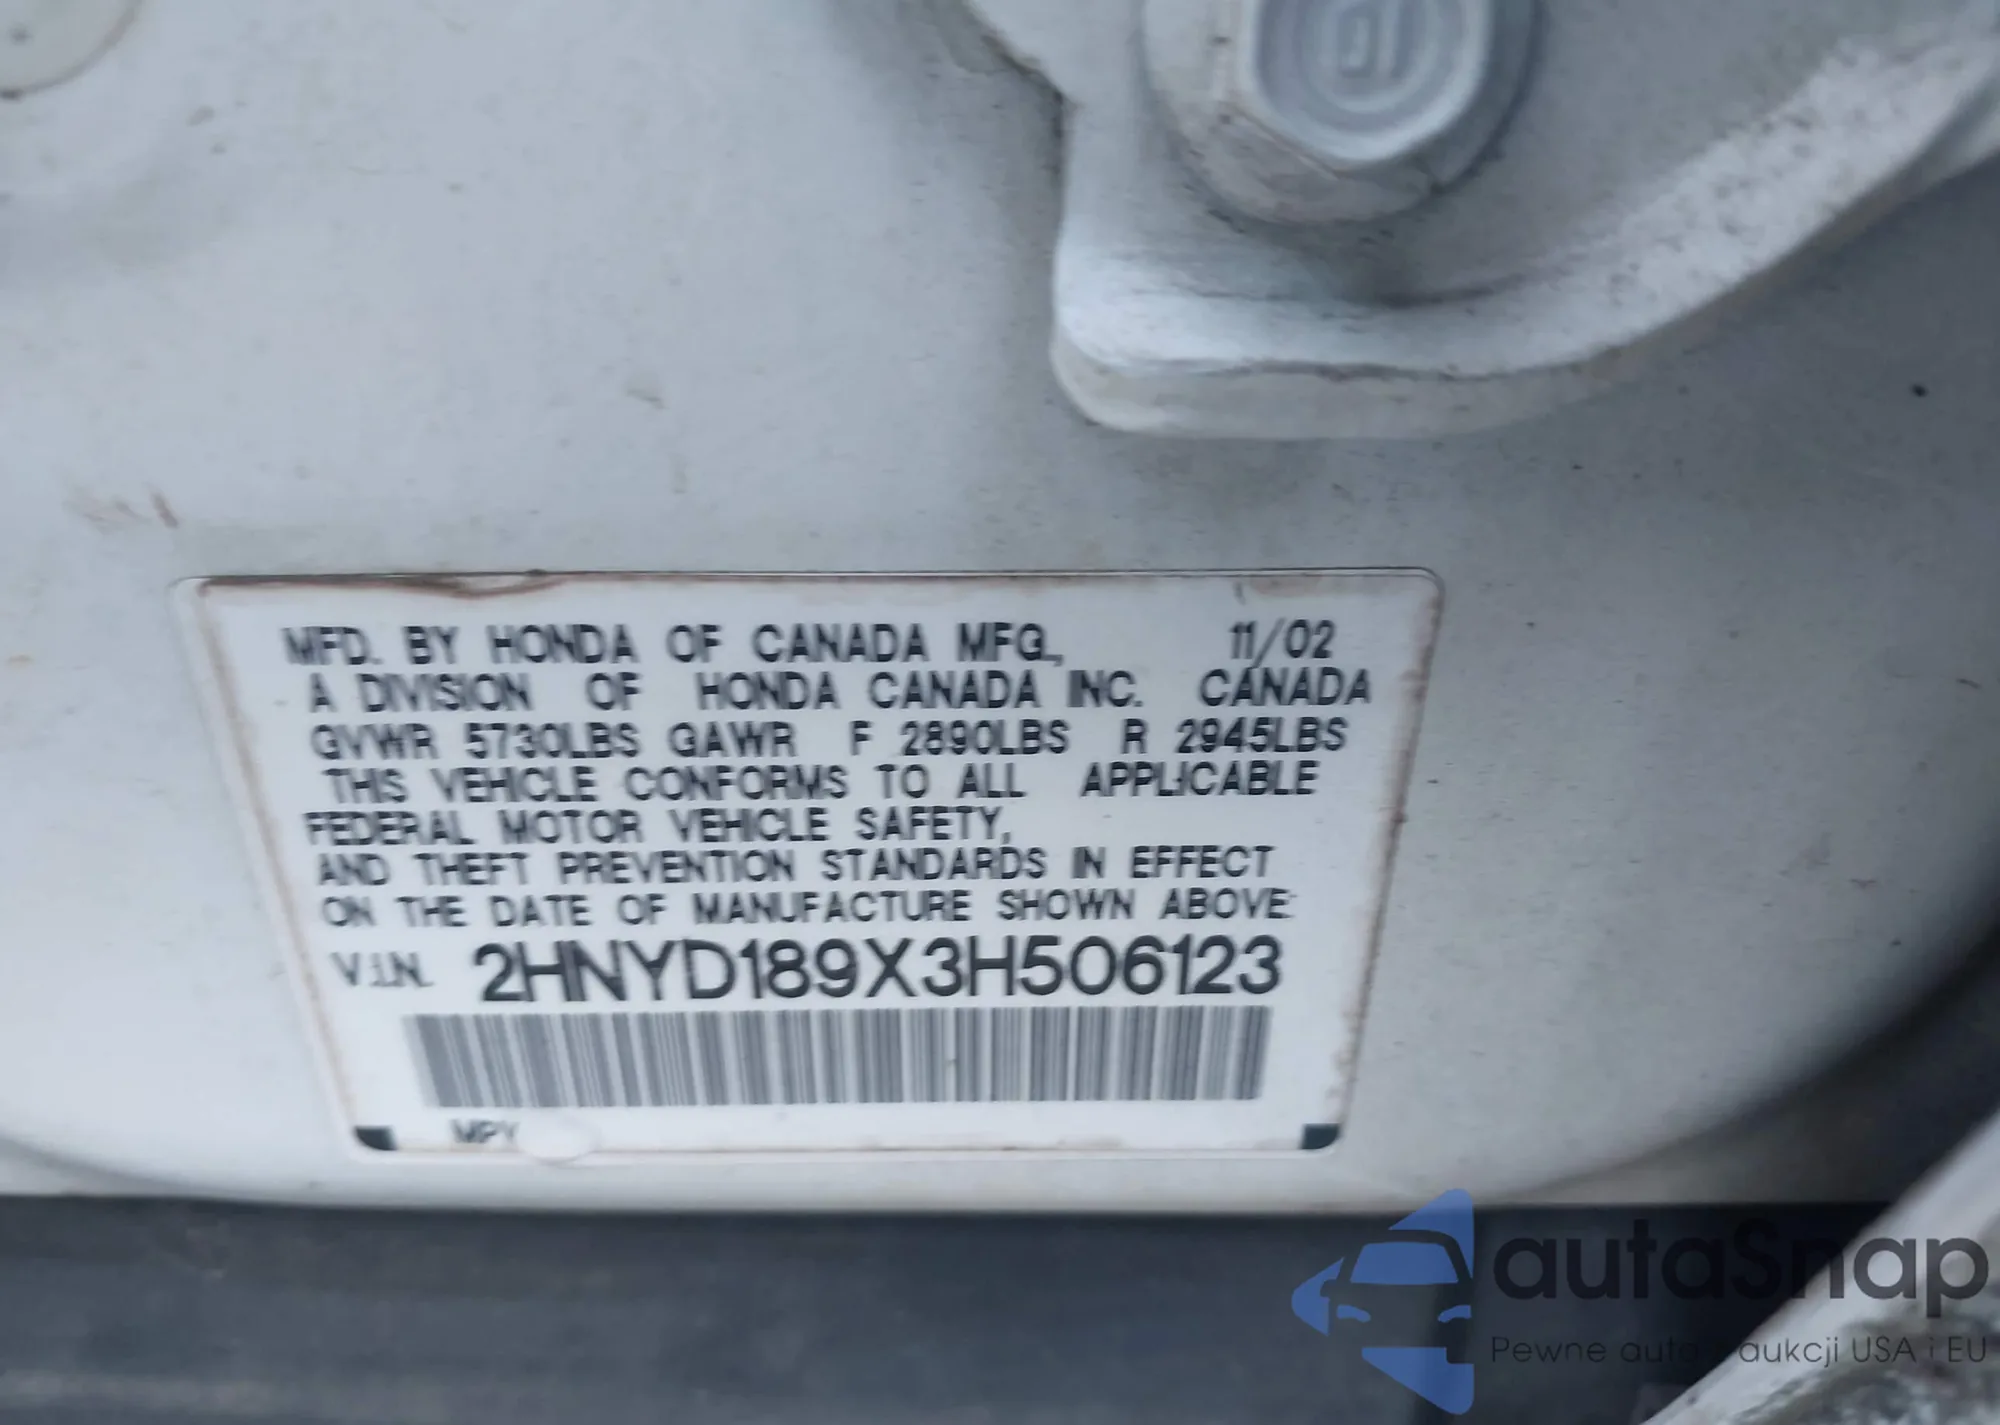 MFD. BY HONDA OF CANADA MFG., 11/02
A DIVISION OF HONDA CANADA INC. CANADA
GVWR 5730LBS GAWR F 2890LBS R 2945LBS
THIS VEHICLE CONFORMS TO ALL APPLICABLE
FEDERAL MOTOR VEHICLE SAFETY,
AND THEFT PREVENTION STANDARDS IN EFFECT
ON THE DATE OF MANUFACTURE SHOWN ABOVE:
V.I.N. 2HNYD189X3H506123
MPY
autaSnap
Pewne auta aukcji USA i EU